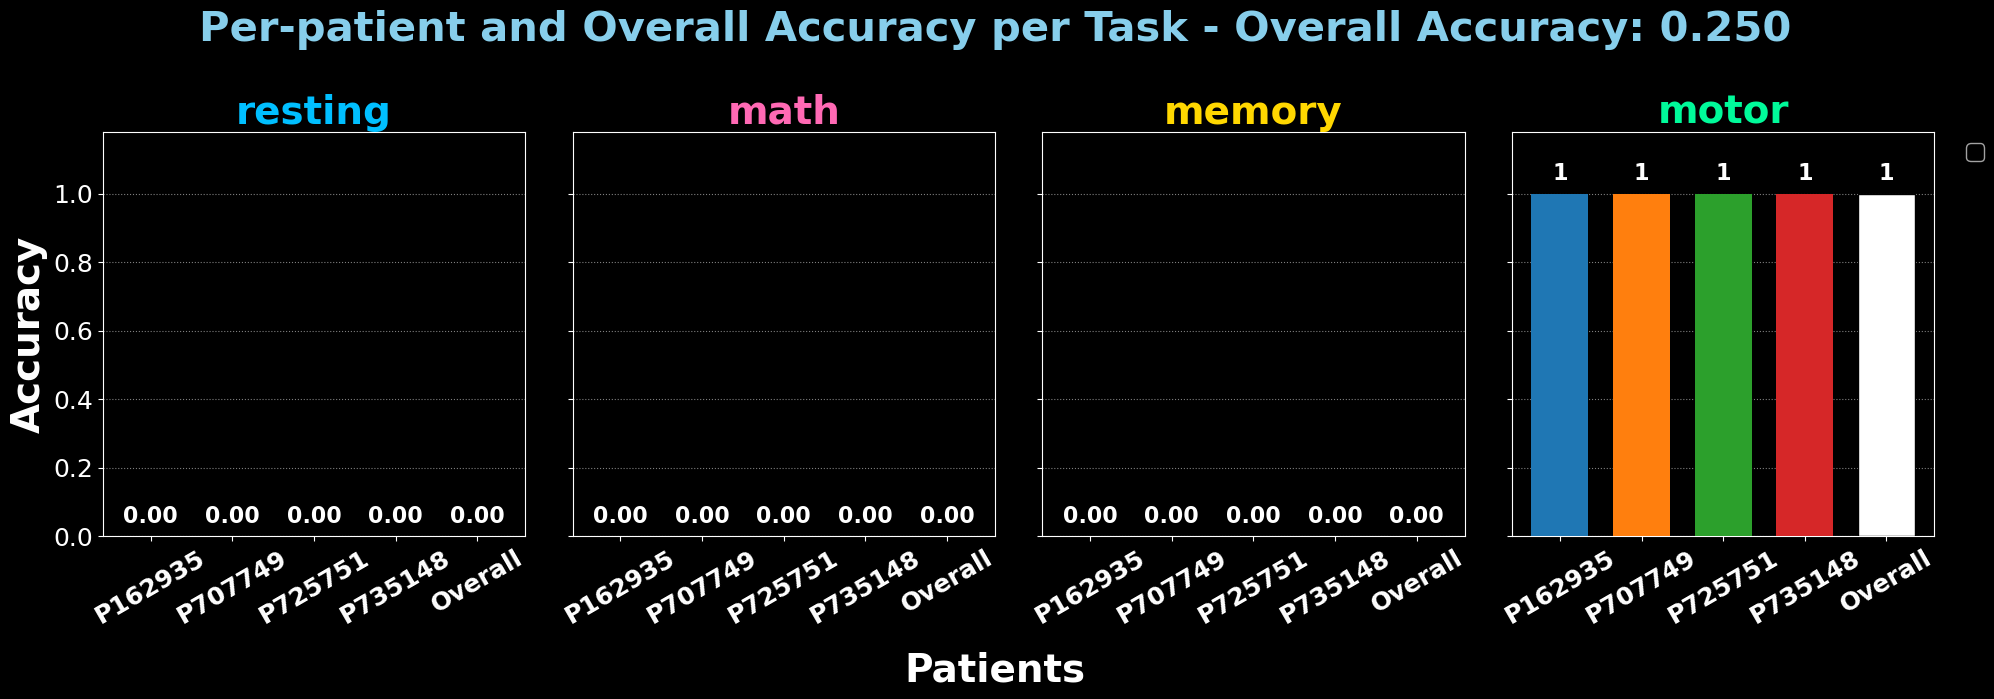 Per-patient and Overall Accuracy per Task - Overall Accuracy: 0.250
resting
math
memory
motor
Accuracy
1.0
0.8
0.6
0.4
0.2
0.0
0.00 0.00 0.00 0.00 0.00
P162935 P707749 P725751 P735148 Overall
0.00 0.00 0.00 0.00 0.00
P162935 P707749 P725751 P735148 Overall
0.00 0.00 0.00 0.00 0.00
P162935 P707749 P725751 P735148 Overall
1 1 1 1 1
P162935 P707749 P725751 P735148 Overall
Patients